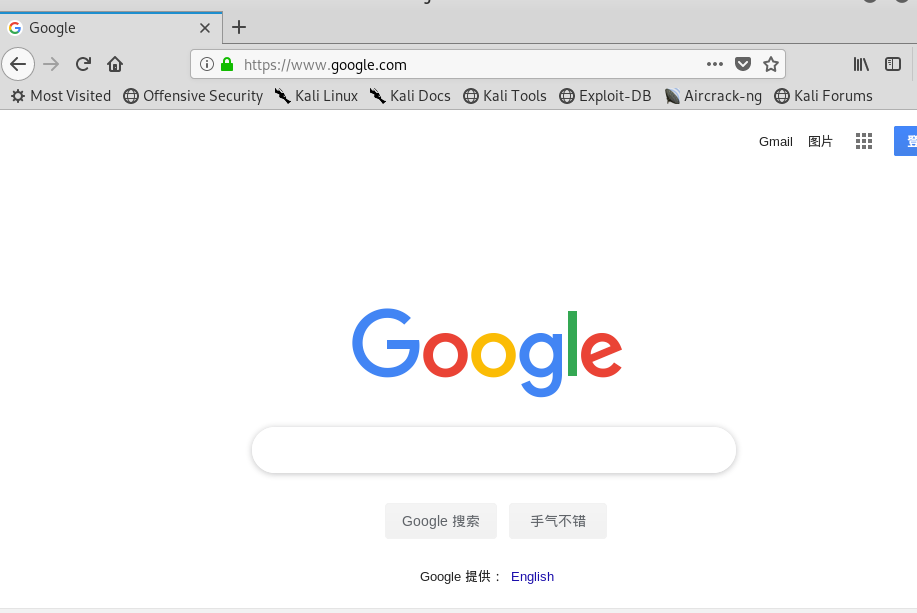 Google
https://www.google.com
Most Visited Offensive Security Kali Linux Kali Docs Kali Tools Exploit-DB Aircrack-ng Kali Forums
Gmail 图片
Google
Google 搜索 手气不错
Google 提供： English